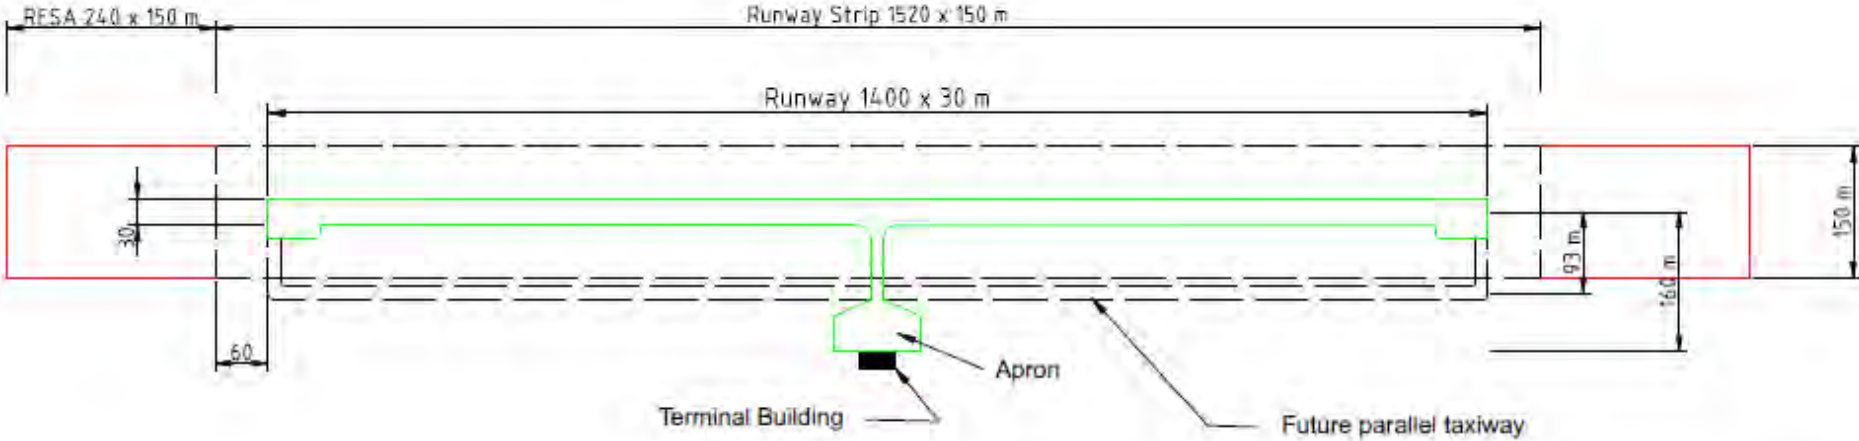 RESA 240 x 150 m
Runway Strip 1520 x 150 m
Runway 1400 x 30 m
30
93 m
160 m
150 m
60
Apron
Terminal Building
Future parallel taxiway